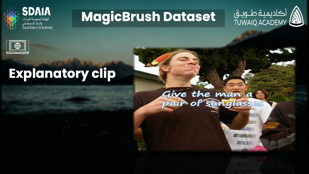 SDAIA
MagicBrush Dataset
أكاديمية طويق
TUWAIQ ACADEMY
Explanatory clip
Give the man a
pair of sunglasses